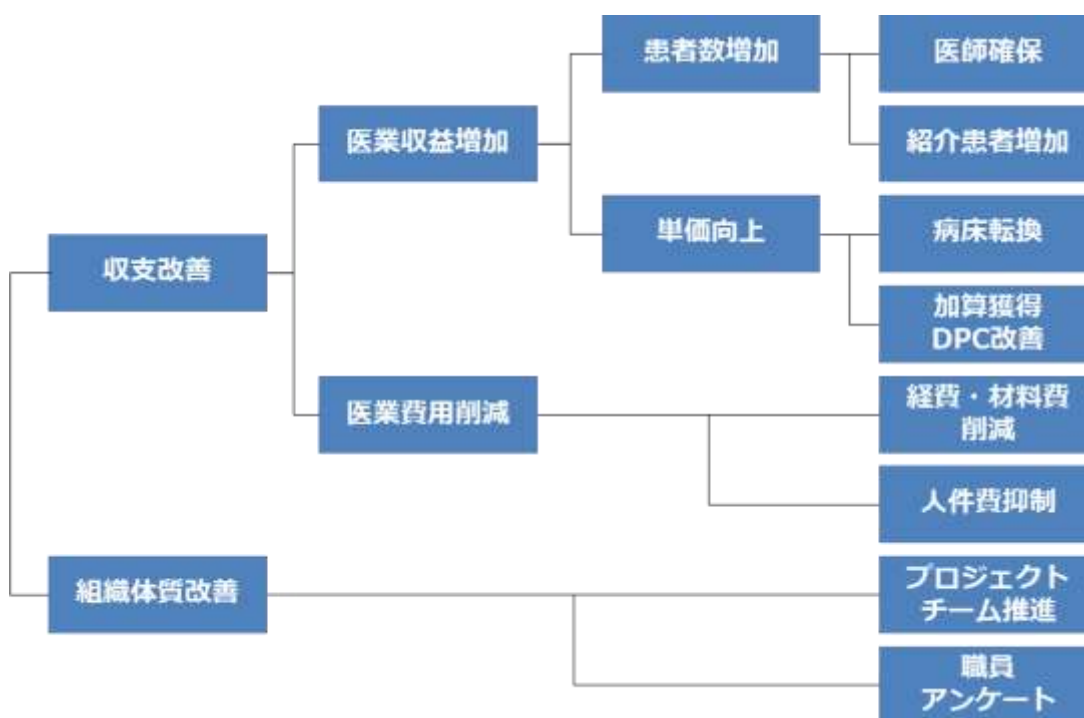 患者数増加
医師確保
医業収益増加
紹介患者増加
単価向上
病床転換
収支改善
加算獲得
DPC改善
医業費用削減
経費・材料費
削減
人件費抑制
組織体質改善
プロジェクト
チーム推進
職員
アンケート